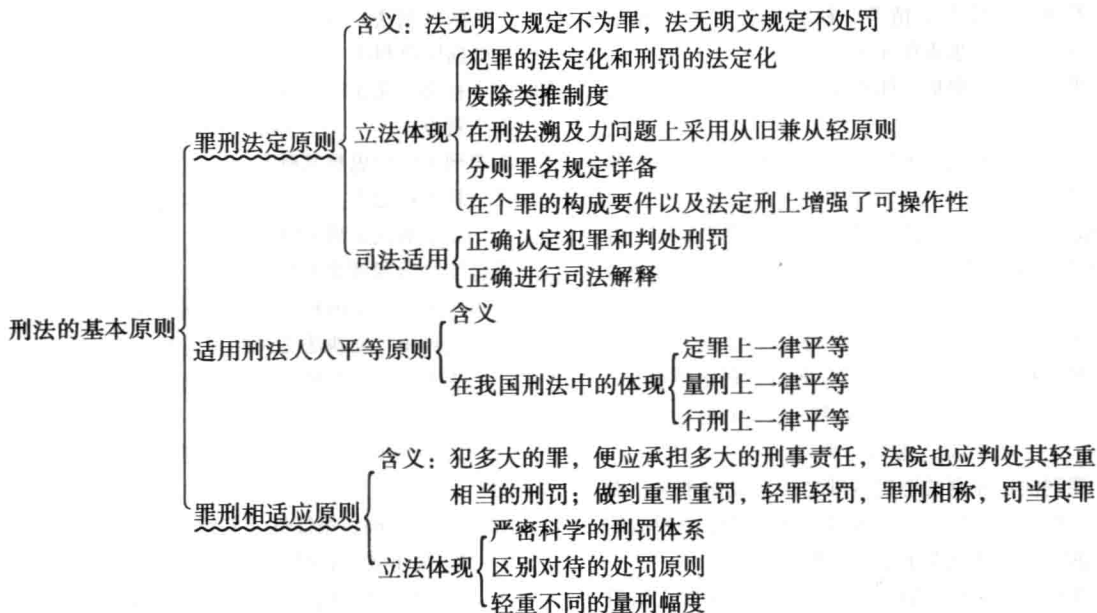 含义：法无明文规定不为罪，法无明文规定不处罚
犯罪的法定化和刑罚的法定化
废除类推制度
罪刑法定原则
立法体现
在刑法溯及力问题上采用从旧兼从轻原则
分则罪名规定详备
在个罪的构成要件以及法定刑上增强了可操作性
正确认定犯罪和判处刑罚
司法适用
正确进行司法解释
含义
刑法的基本原则
适用刑法人人平等原则
定罪上一律平等
在我国刑法中的体现
量刑上一律平等
行刑上一律平等
含义：犯多大的罪，便应承担多大的刑事责任，法院也应判处其轻重
相当的刑罚；做到重罪重罚，轻罪轻罚，罪刑相称，罚当其罪
罪刑相适应原则
严密科学的刑罚体系
立法体现
区别对待的处罚原则
轻重不同的量刑幅度